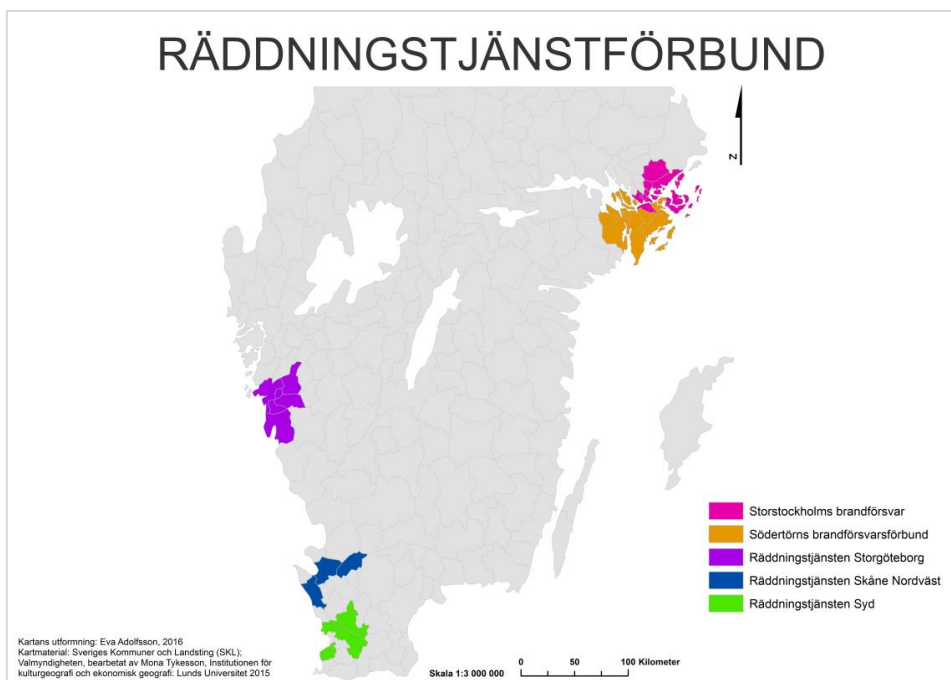 RÄDDNINGSTJÄNSTFÖRBUND
N
Storstockholms brandförsvar
Södertörns brandförsvarsförbund
Räddningstjänsten Storgöteborg
Räddningstjänsten Skåne Nordväst
Räddningstjänsten Syd
Kartans utformning: Eva Adolfsson, 2016
Kartmaterial: Sveriges Kommuner och Landsting (SKL);
Valmyndigheten, bearbetat av Mona Tykesson, Institutionen för
kulturgeografi och ekonomisk geografi: Lunds Universitet 2015
Skala 1:3 000 000
0 50 100 Kilometer